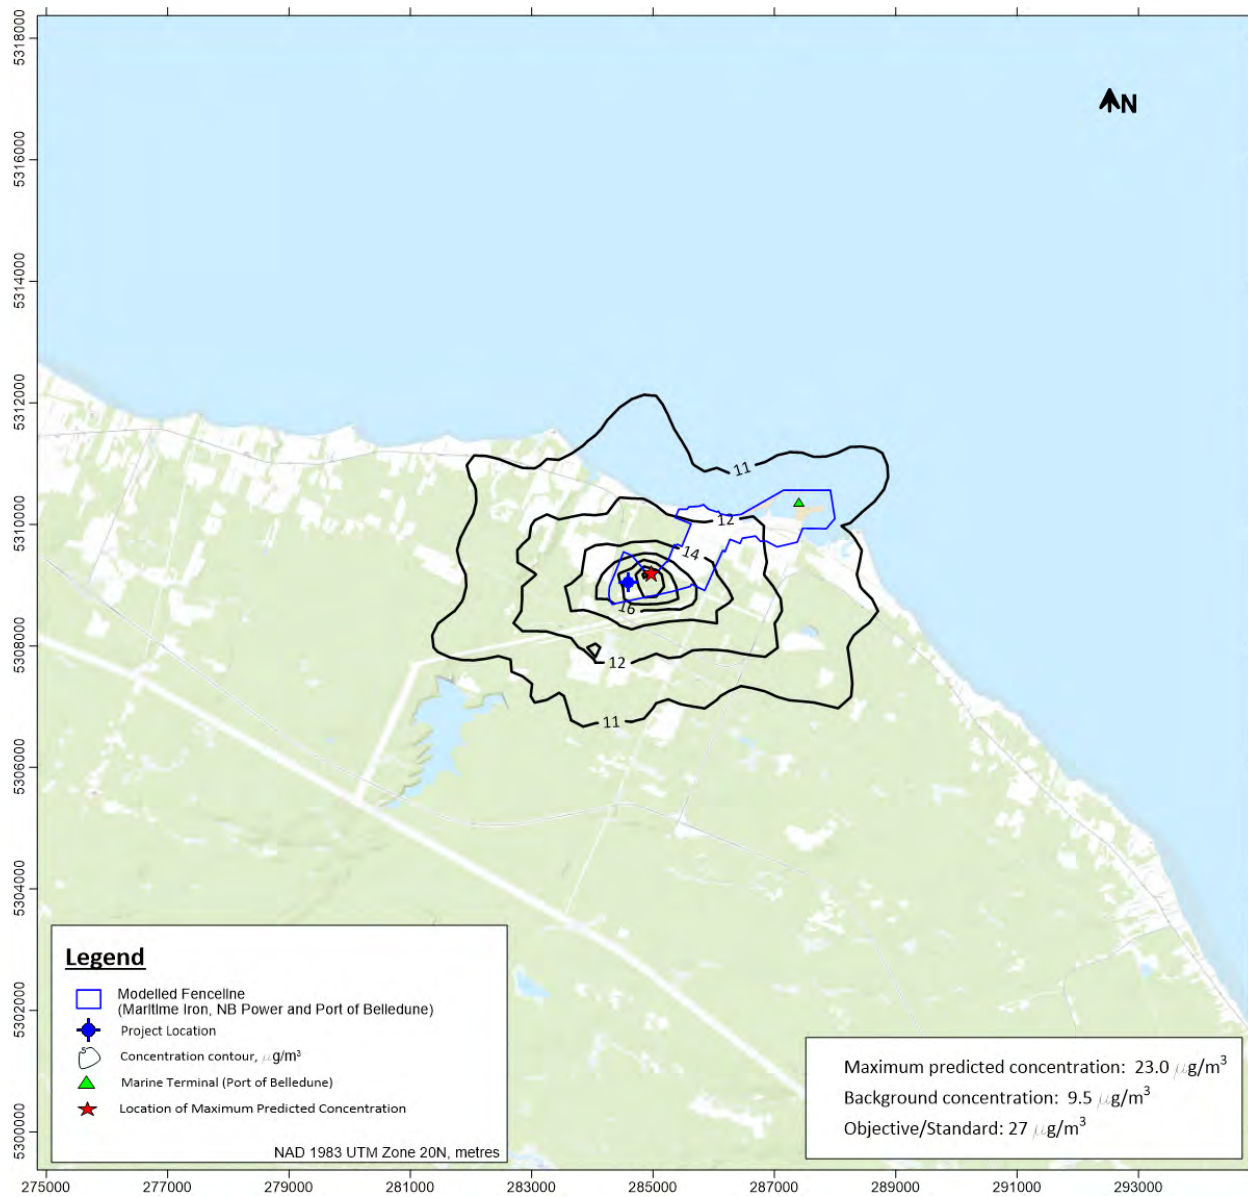 5318000
N
5316000
5314000
5312000
11
5310000
12
14
16
5308000
12
11
5306000
5304000
5302000
5300000
Legend
Modelled Fenceline
(Maritime Iron, NB Power and Port of Belledune)
Project Location
Concentration contour, µg/m³
Marine Terminal (Port of Belledune)
Location of Maximum Predicted Concentration
NAD 1983 UTM Zone 20N, metres
Maximum predicted concentration: 23.0 µg/m³
Background concentration: 9.5 µg/m³
Objective/Standard: 27 µg/m³
275000 277000 279000 281000 283000 285000 287000 289000 291000 293000